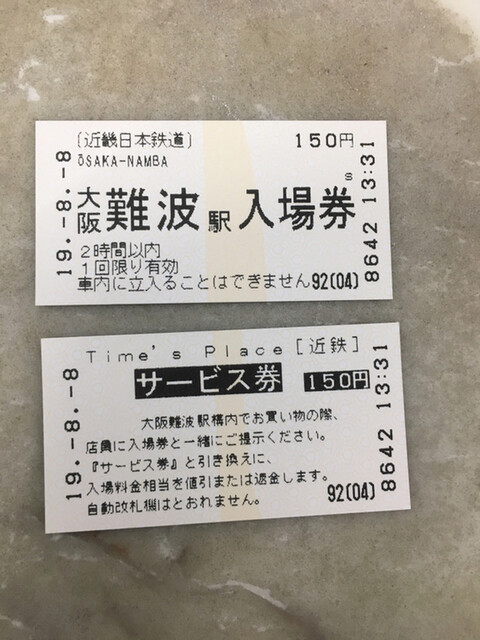 〔近畿日本鉄道〕 150円
ŌSAKA-NAMBA
大阪難波駅入場券
s
2時間以内
1回限り有効
車内に立入ることはできません 92(04)
19.-8.-8
8642 13:31
Time's Place[近鉄]
サービス券 150円
大阪難波駅構内でお買い物の際、
店員に入場券と一緒にご提示ください。
『サービス券』と引き換えに、
入場料金相当を値引または返金します。
自動改札機はとおれません。 92(04)
19.-8.-8
8642 13:31